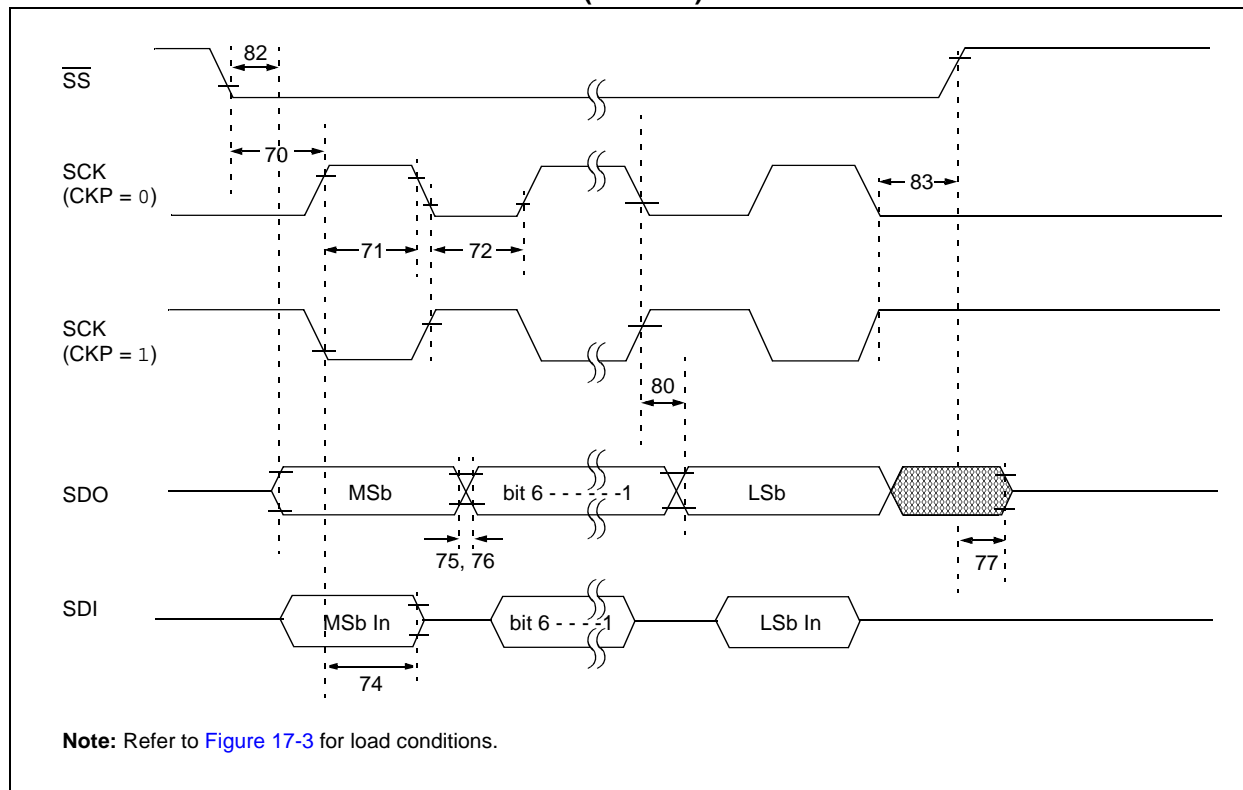 82
SS
70
SCK
(CKP = 0)
83
71
72
SCK
(CKP = 1)
80
SDO
MSb
bit 6 - - - - - -1
LSb
75, 76
77
SDI
MSb In
bit 6 - - - -1
LSb In
74
Note: Refer to Figure 17-3 for load conditions.